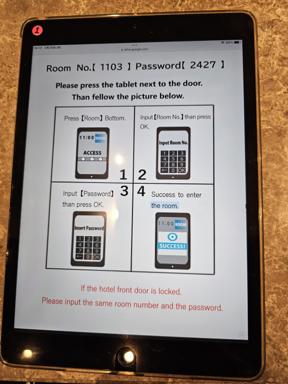 Room No.[ 1103 ] Password[ 2427 ]
Please press the tablet next to the door.
Than fellow the picture below.
Press [Room] Bottom.
11:00
ACCESS
1
Input [Room No.] than press
OK.
Input Room No.
2
Input [Password]
than press OK.
Insert Password
3
4
Success to enter
the room.
11:00
SUCCESS!
If the hotel front door is locked.
Please input the same room number and the password.